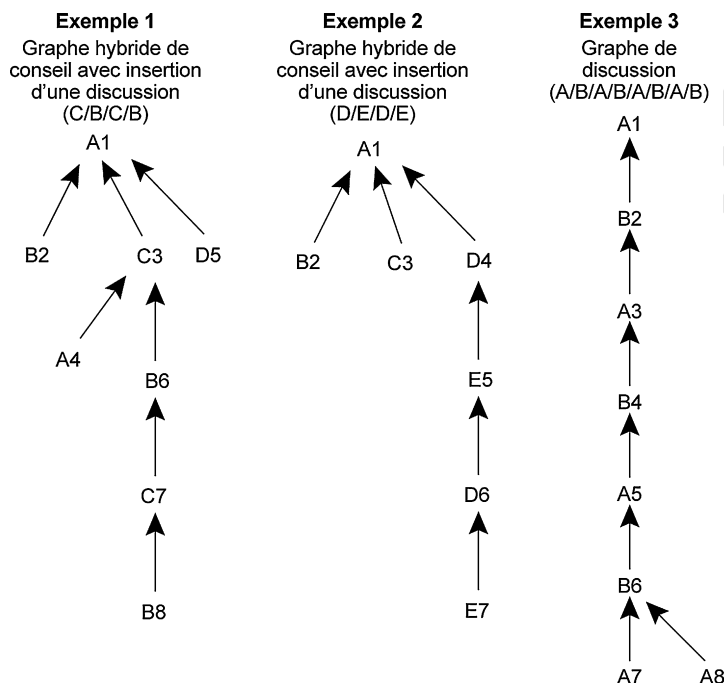 Exemple 1
Graphe hybride de
conseil avec insertion
d'une discussion
(C/B/C/B)
A1
B2 C3 D5
A4
B6
C7
B8
Exemple 2
Graphe hybride de
conseil avec insertion
d'une discussion
(D/E/D/E)
A1
B2 C3 D4
E5
D6
E7
Exemple 3
Graphe de
discussion
(A/B/A/B/A/B/A/B)
A1
B2
A3
B4
A5
B6
A7 A8